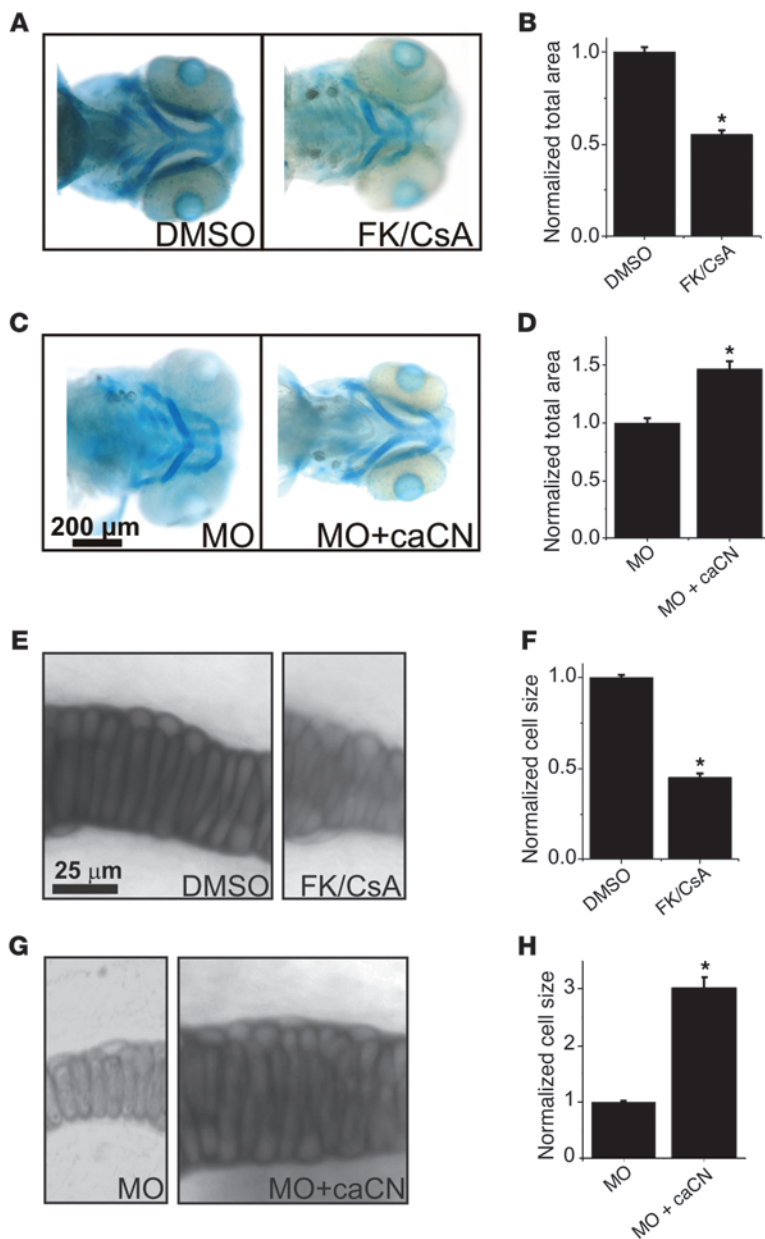 A
DMSO
FK/CsA
B
Normalized total area
1.0
0.5
0.0
*
DMSO
FK/CsA
C
200 µm
MO
MO+caCN
D
Normalized total area
1.5
1.0
0.5
0.0
*
MO
MO + caCN
E
25 µm
DMSO
FK/CsA
F
Normalized cell size
1.0
0.5
0.0
*
DMSO
FK/CsA
G
MO
MO+caCN
H
Normalized cell size
3
2
1
0
*
MO
MO + caCN